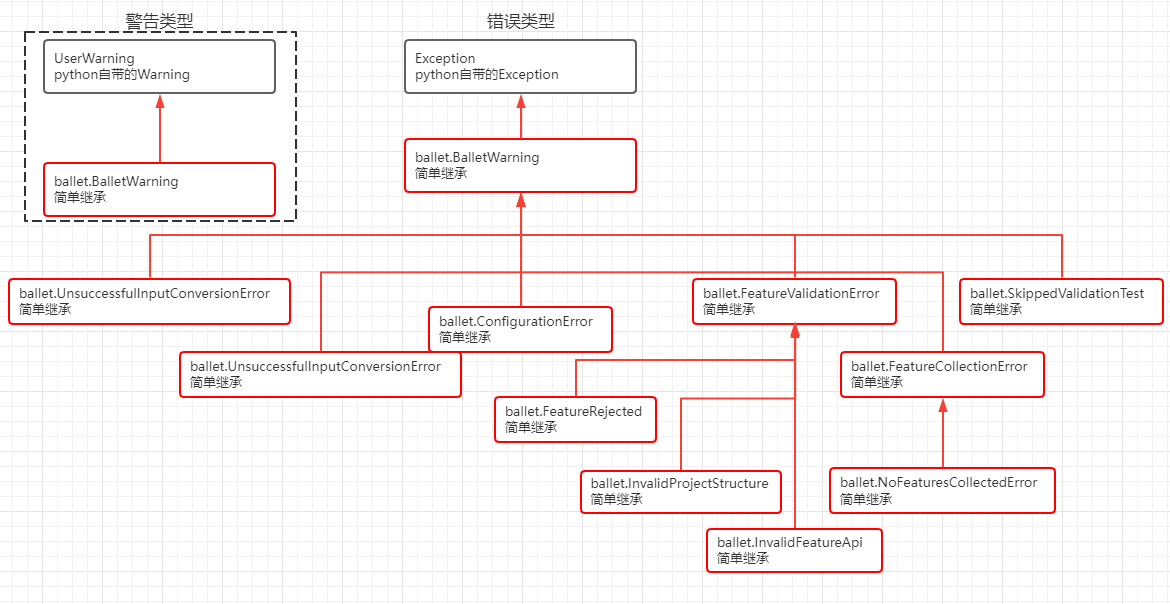 警告类型
UserWarning
python自带的Warning
ballet.BalletWarning
简单继承
错误类型
Exception
python自带的Exception
ballet.BalletWarning
简单继承
ballet.UnsuccessfulInputConversionError
简单继承
ballet.ConfigurationError
简单继承
ballet.FeatureValidationError
简单继承
ballet.SkippedValidationTest
简单继承
ballet.UnsuccessfulInputConversionError
简单继承
ballet.FeatureCollectionError
简单继承
ballet.FeatureRejected
简单继承
ballet.InvalidProjectStructure
简单继承
ballet.NoFeaturesCollectedError
简单继承
ballet.InvalidFeatureApi
简单继承